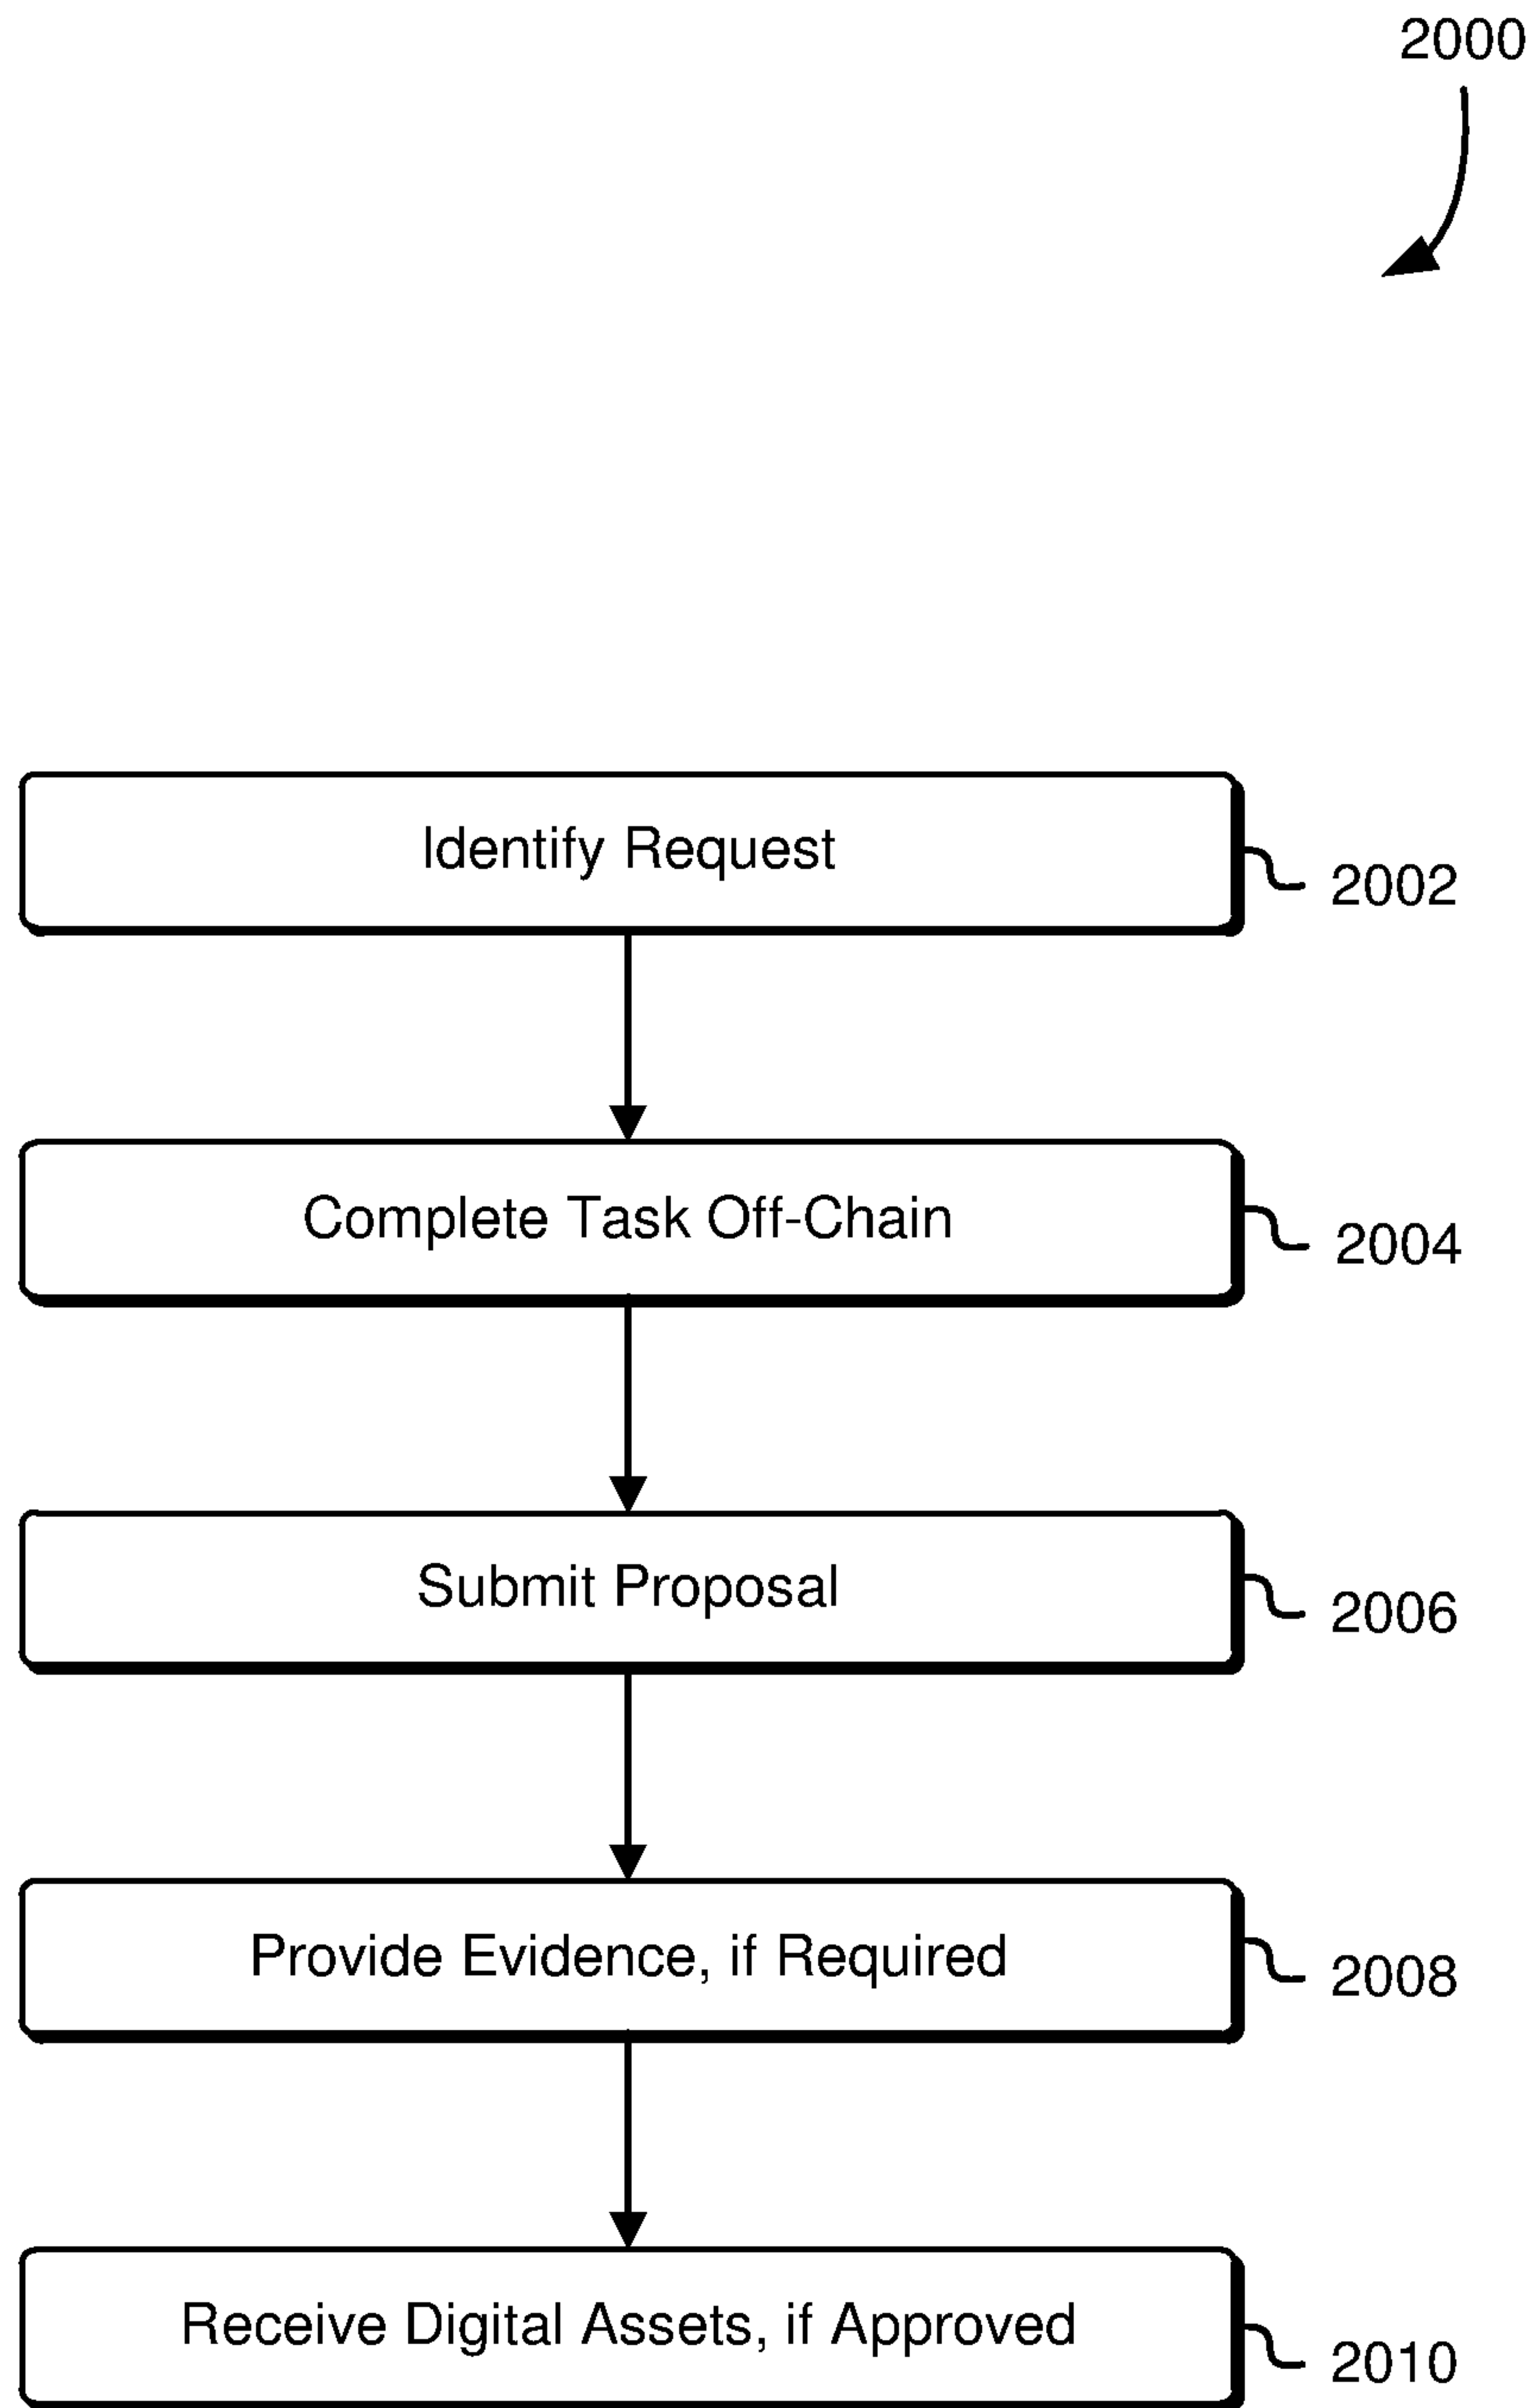 2000
Identify Request
2002
Complete Task Off-Chain
2004
Submit Proposal
2006
Provide Evidence, if Required
2008
Receive Digital Assets, if Approved
2010